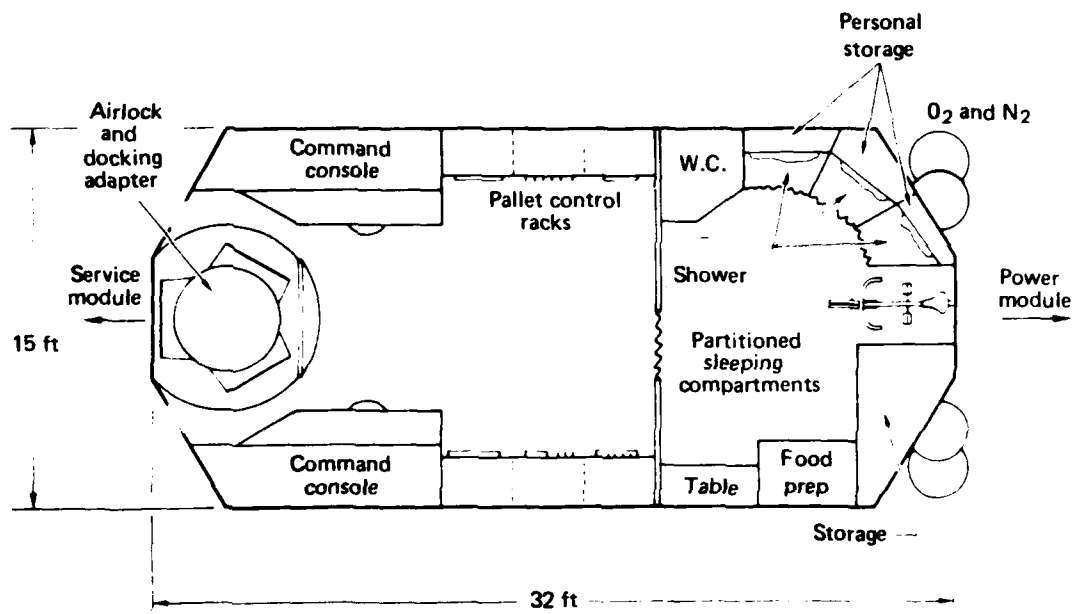 Personal
storage
Airlock
and
docking
adapter
O₂ and N₂
Command
console
W.C.
Pallet control
racks
Service
module
Shower
Power
module
15 ft
Partitioned
sleeping
compartments
Command
console
Table
Food
prep
Storage
32 ft